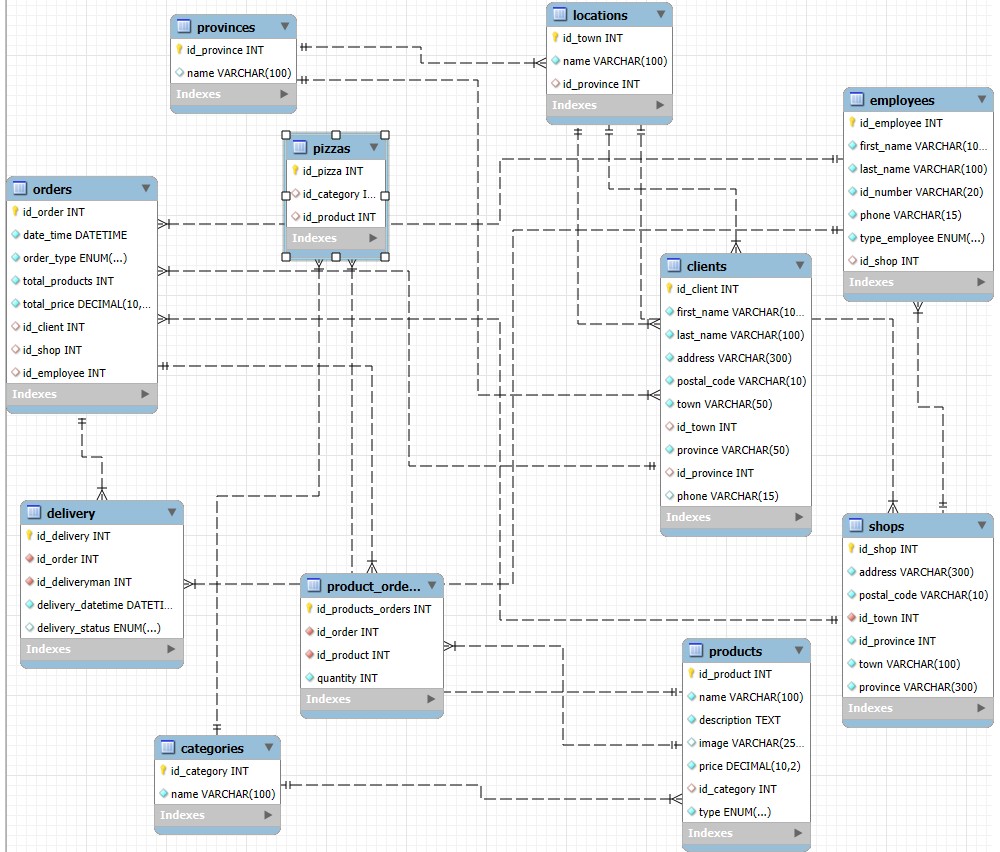 provinces
id_province INT
name VARCHAR(100)
Indexes
locations
id_town INT
name VARCHAR(100)
id_province INT
Indexes
employees
id_employee INT
first_name VARCHAR(10...
last_name VARCHAR(100)
id_number VARCHAR(20)
phone VARCHAR(15)
type_employee ENUM(...)
id_shop INT
Indexes
pizzas
id_pizza INT
id_category I...
id_product INT
Indexes
orders
id_order INT
date_time DATETIME
order_type ENUM(...)
total_products INT
total_price DECIMAL(10,...
id_client INT
id_shop INT
id_employee INT
Indexes
clients
id_client INT
first_name VARCHAR(10...
last_name VARCHAR(100)
address VARCHAR(300)
postal_code VARCHAR(10)
town VARCHAR(50)
id_town INT
province VARCHAR(50)
id_province INT
phone VARCHAR(15)
Indexes
delivery
id_delivery INT
id_order INT
id_deliveryman INT
delivery_datetime DATETI...
delivery_status ENUM(...)
Indexes
product_orde...
id_products_orders INT
id_order INT
id_product INT
quantity INT
Indexes
shops
id_shop INT
address VARCHAR(300)
postal_code VARCHAR(10)
id_town INT
id_province INT
town VARCHAR(100)
province VARCHAR(300)
Indexes
products
id_product INT
name VARCHAR(100)
description TEXT
image VARCHAR(25...
price DECIMAL(10,2)
id_category INT
type ENUM(...)
Indexes
categories
id_category INT
name VARCHAR(100)
Indexes